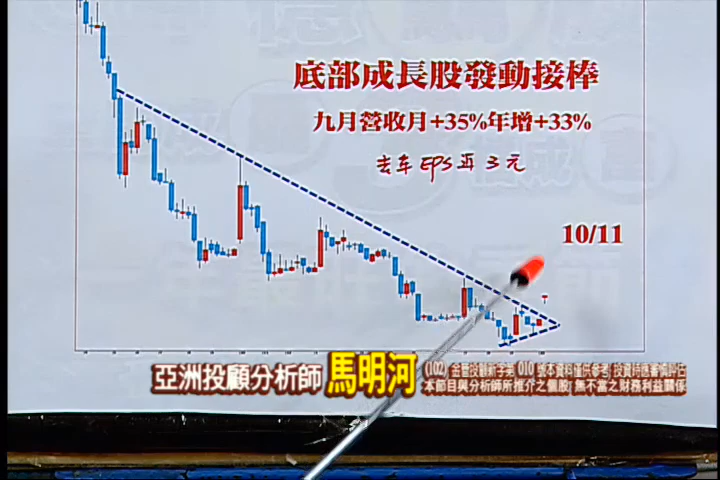 底部成長股發動接棒
九月營收月+35%年增+33%
去年EPS近3元
10/11
亞洲投顧分析師 馬明河
(102)金管投顧新字第010號本資料僅供參考 投資時應審慎評估
本節目與分析師所推介之個股 無不當之財務利益關係